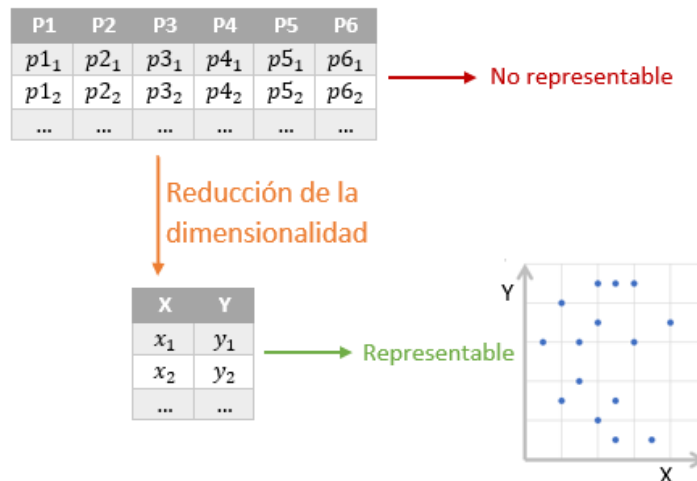 P1 P2 P3 P4 P5 P6
p1₁ p2₁ p3₁ p4₁ p5₁ p6₁
p1₂ p2₂ p3₂ p4₂ p5₂ p6₂
... ... ... ... ... ...
No representable
Reducción de la
dimensionalidad
X Y
x₁ y₁
x₂ y₂
... ...
Representable
Y
X